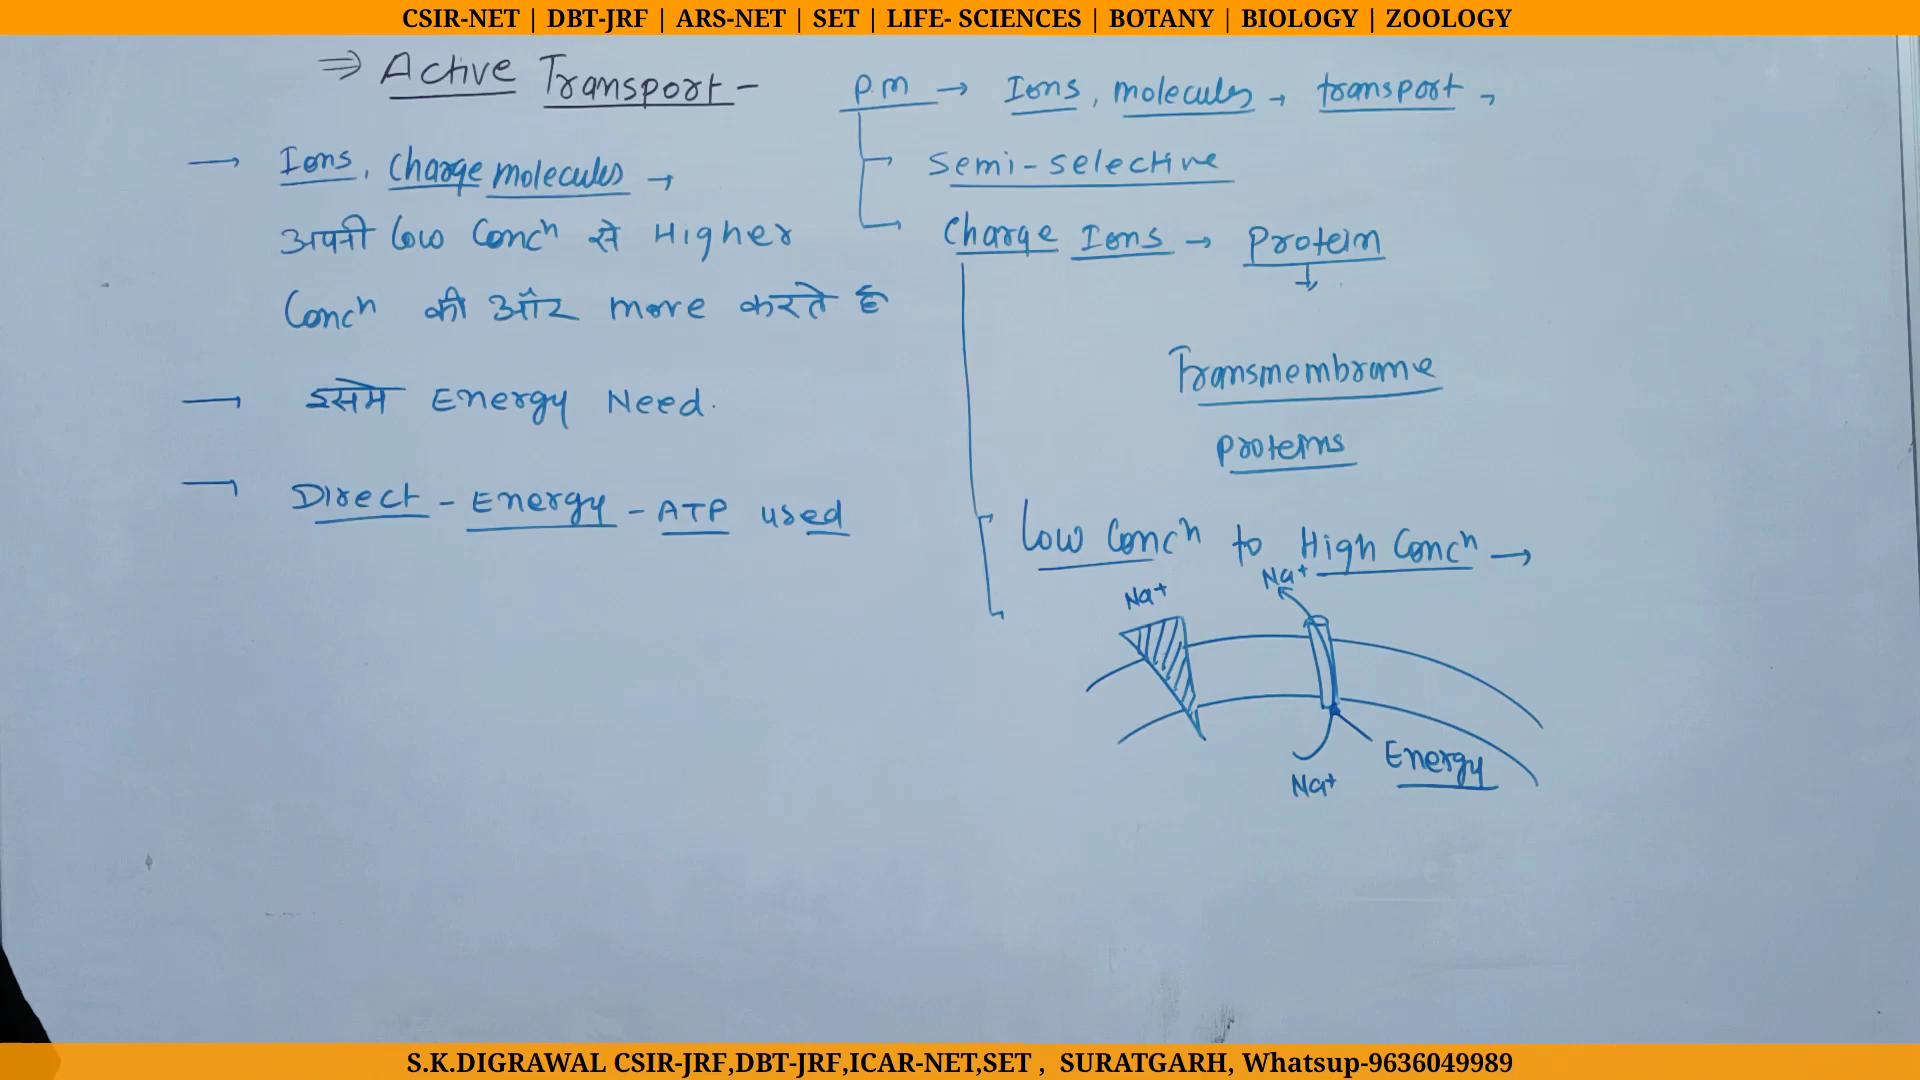 CSIR-NET | DBT-JRF | ARS-NET | SET | LIFE- SCIENCES | BOTANY | BIOLOGY | ZOOLOGY
⇒ Active Transport -
→ Ions, Charge molecules →
अपनी low Concn से Higher
Concn की और move करते है
— इसमे Energy Need.
— Direct - Energy - ATP used
P.M → Ions, molecules → transport →
→ Semi-selective
→ Charge Ions → Protein
Transmembrane
proteins
Low Concn to High Concn →
Na+ Na+
Energy
Na+
S.K.DIGRAWAL CSIR-JRF,DBT-JRF,ICAR-NET,SET , SURATGARH, Whatsup-9636049989